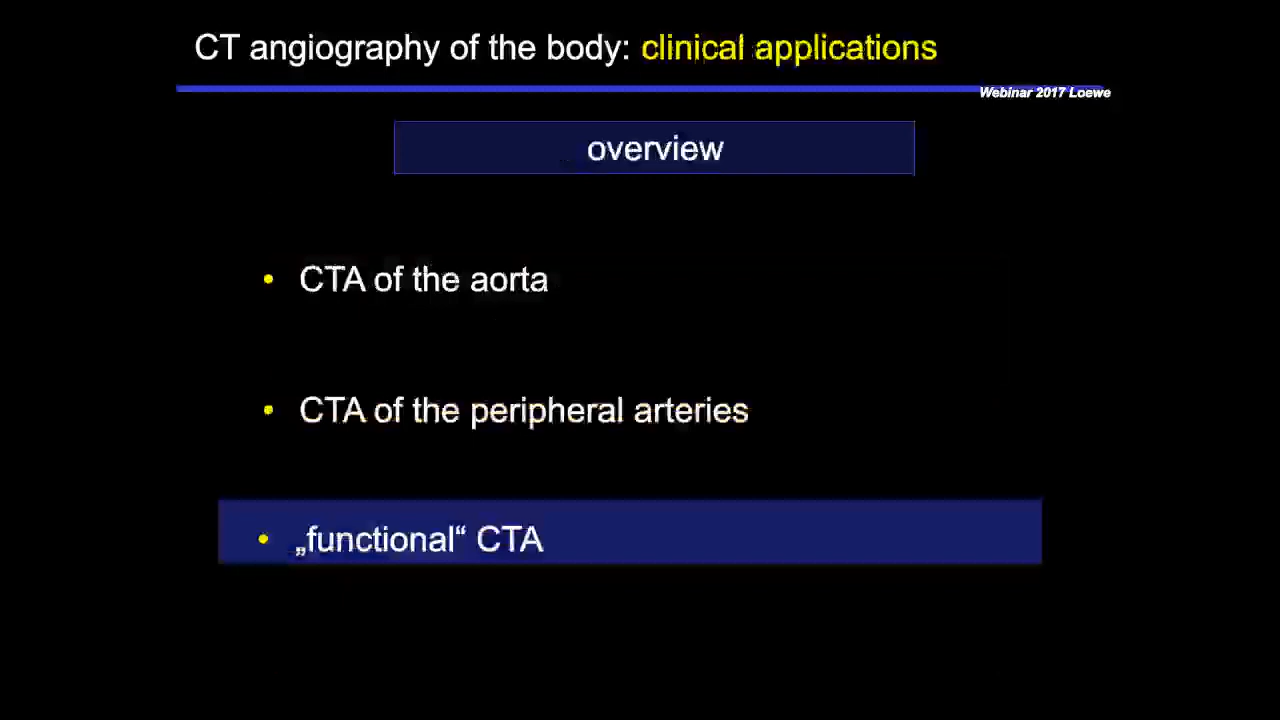 CT angiography of the body: clinical applications
Webinar 2017 Loewe
overview
• CTA of the aorta
• CTA of the peripheral arteries
• „functional“ CTA